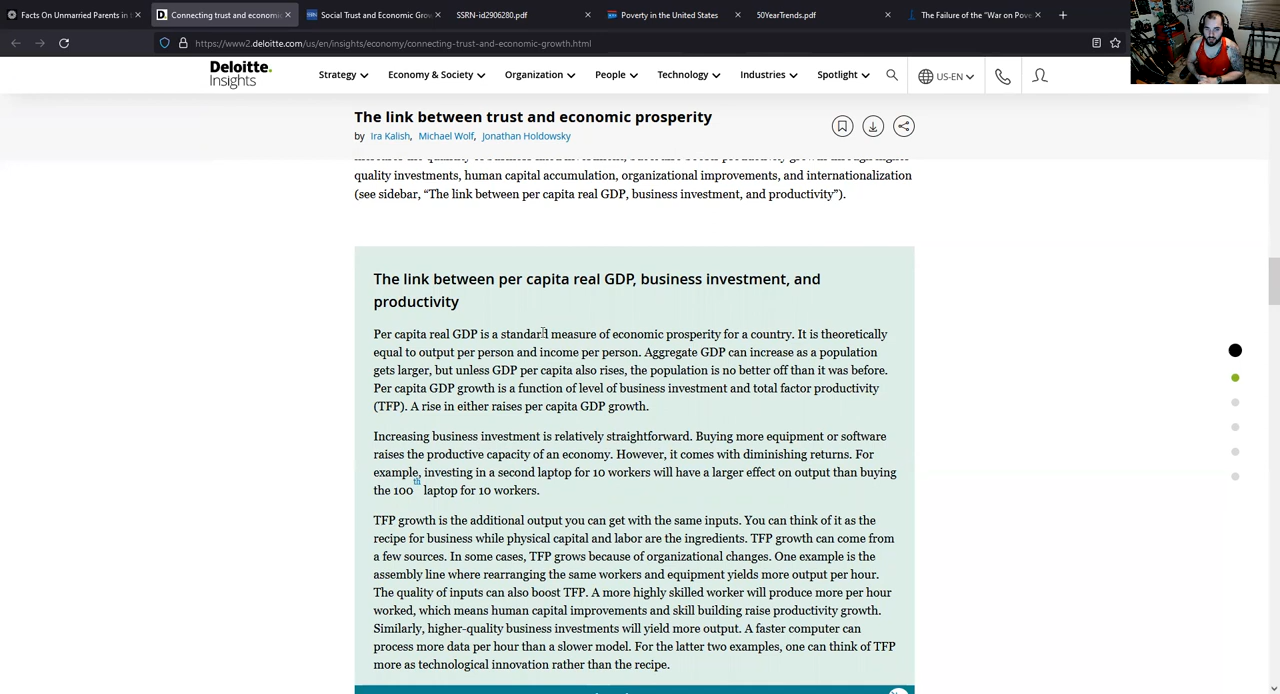 Facts On Unmarried Parents in t
Connecting trust and economi
Social Trust and Economic Grow
SSRN-id2906280.pdf
Poverty in the United States
50YearTrends.pdf
The Failure of the "War on Pove
https://www2.deloitte.com/us/en/insights/economy/connecting-trust-and-economic-growth.html
Deloitte.
Insights
Strategy
Economy & Society
Organization
People
Technology
Industries
Spotlight
US-EN
The link between trust and economic prosperity
by Ira Kalish, Michael Wolf, Jonathan Holdowsky
quality investments, human capital accumulation, organizational improvements, and internationalization
(see sidebar, “The link between per capita real GDP, business investment, and productivity”).
The link between per capita real GDP, business investment, and
productivity
Per capita real GDP is a standard measure of economic prosperity for a country. It is theoretically
equal to output per person and income per person. Aggregate GDP can increase as a population
gets larger, but unless GDP per capita also rises, the population is no better off than it was before.
Per capita GDP growth is a function of level of business investment and total factor productivity
(TFP). A rise in either raises per capita GDP growth.
Increasing business investment is relatively straightforward. Buying more equipment or software
raises the productive capacity of an economy. However, it comes with diminishing returns. For
example, investing in a second laptop for 10 workers will have a larger effect on output than buying
the 100th laptop for 10 workers.
TFP growth is the additional output you can get with the same inputs. You can think of it as the
recipe for business while physical capital and labor are the ingredients. TFP growth can come from
a few sources. In some cases, TFP grows because of organizational changes. One example is the
assembly line where rearranging the same workers and equipment yields more output per hour.
The quality of inputs can also boost TFP. A more highly skilled worker will produce more per hour
worked, which means human capital improvements and skill building raise productivity growth.
Similarly, higher-quality business investments will yield more output. A faster computer can
process more data per hour than a slower model. For the latter two examples, one can think of TFP
more as technological innovation rather than the recipe.